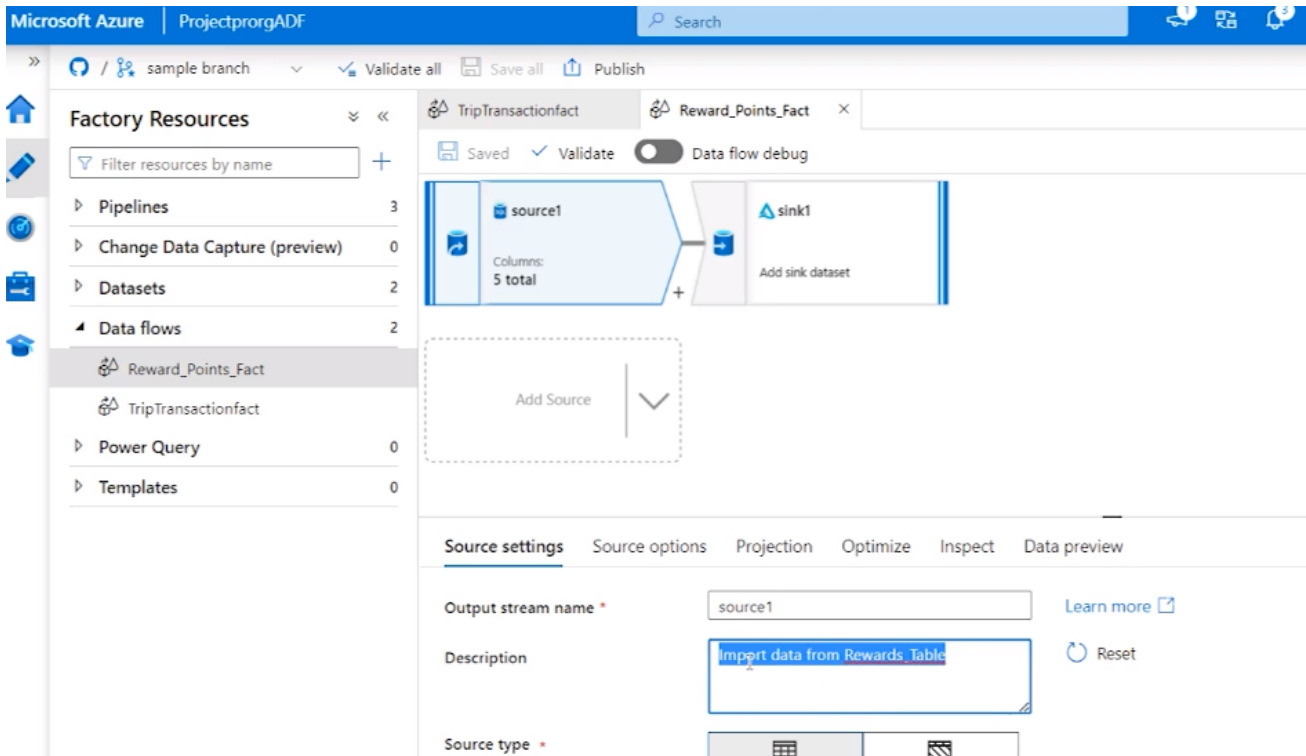 Microsoft Azure | ProjectprorgADF
Search
1
3
»
/ sample branch
Validate all
Save all
Publish
Factory Resources
«
Filter resources by name
+
Pipelines 3
Change Data Capture (preview) 0
Datasets 2
Data flows 2
Reward_Points_Fact
TripTransactionfact
Power Query 0
Templates 0
TripTransactionfact
Reward_Points_Fact ×
Saved
Validate
Data flow debug
source1
Columns:
5 total
+
sink1
Add sink dataset
Add Source
Source settings Source options Projection Optimize Inspect Data preview
Output stream name * source1 Learn more
Description Import data from Rewards_Table Reset
Source type *